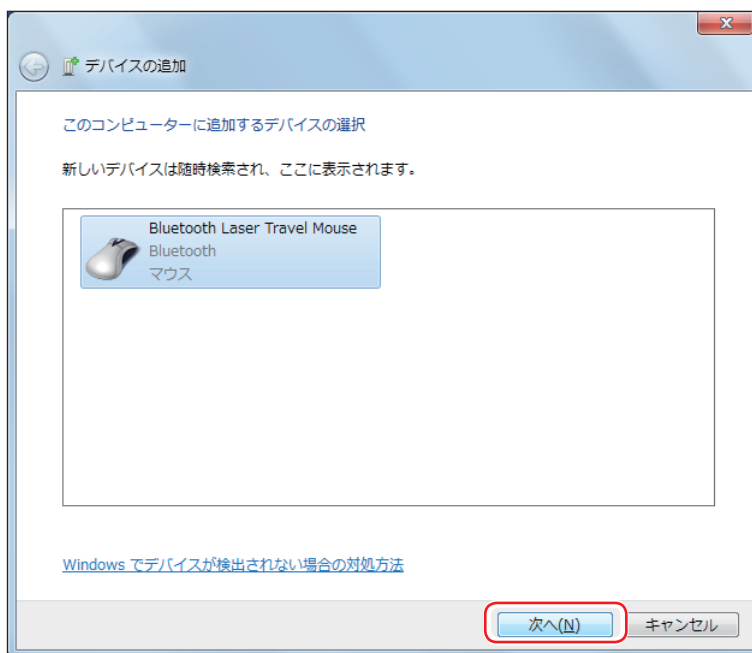 デバイスの追加
このコンピューターに追加するデバイスの選択
新しいデバイスは随時検索され、ここに表示されます。
Bluetooth Laser Travel Mouse
Bluetooth
マウス
Windows でデバイスが検出されない場合の対処方法
次へ(N)
キャンセル